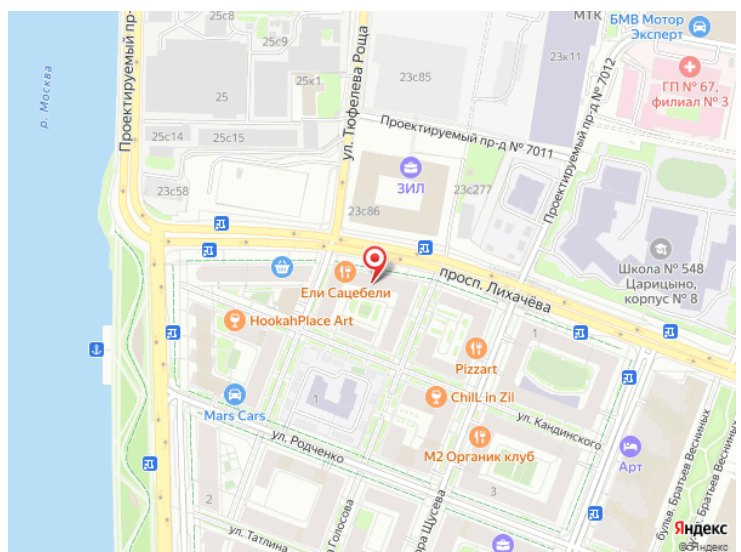 25с8
МТК
БМВ Мотор
Эксперт
25с9
23к11
ГП № 67,
филиал № 3
25к1
23с85
25
р. Москва
Проектируемый пр-
ул. Тюфелева Роща
Проектируемый пр-д № 7012
Проектируемый пр-д № 7011
25с14
25с15
ЗИЛ
23с58
23с277
23с86
Школа № 548
Царицыно,
корпус № 8
просп. Лихачёва
Ели Сацебели
HookahPlace Art
1
Pizzart
ChilL in Zil
1
Mars Cars
ул. Кандинского
ул. Родченко
М2 Органик клуб
Арт
бульв. Братьев Весниных
2
3
ул. Татлина
Голосова
ора Щусева
Яндекс
©Яндекс